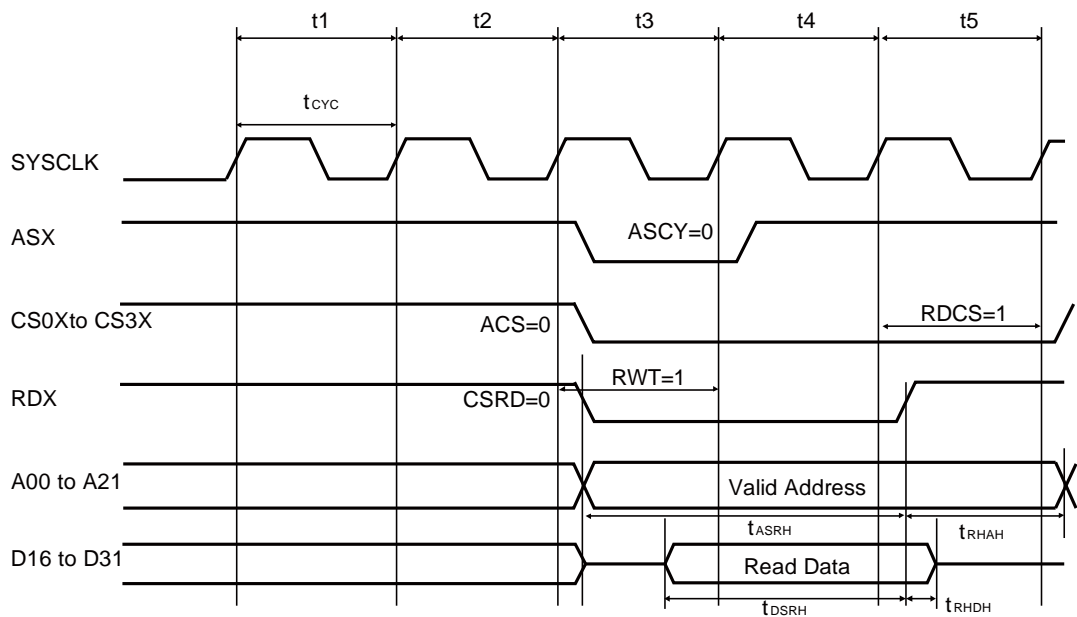 t1 t2 t3 t4 t5
tCYC
SYSCLK
ASX ASCY=0
CS0Xto CS3X ACS=0 RDCS=1
RDX CSRD=0 RWT=1
A00 to A21 Valid Address
tASRH tRHAH
D16 to D31 Read Data
tDSRH tRHDH